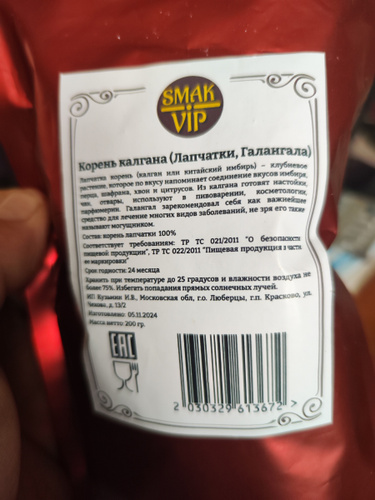 SMAK
VIP
Корень калгана (Лапчатки, Галангала)
Лапчатка корень (калган или китайский имбирь) – клубневое
растение, которое по вкусу напоминает соединение вкусов имбиря,
перца, шафрана, хвои и цитрусов. Из калгана готовят настойки,
чаи, отвары, используют в пивоварении, косметологии,
парфюмерии. Галангал зарекомендовал себя как важнейшее
средство для лечение многих видов заболеваний, не зря его также
называют могущником.
Состав: корень лапчатки 100%
Соответствует требованиям: ТР ТС 021/2011 "О безопасности
пищевой продукции", ТР ТС 022/2011 "Пищевая продукция в части
ее маркировки"
Срок годности: 24 месяца
Хранить при температуре до 25 градусов и влажности воздуха не
более 75%. Избегать попадания прямых солнечных лучей.
ИП Кузьмин И.В., Московская обл, г.о. Люберцы, г.п. Красково, ул.
д. 13/2
Изготовлено: 05.11.2024
Масса нетто: 200 гр.
EAC
2 030329 613672 >